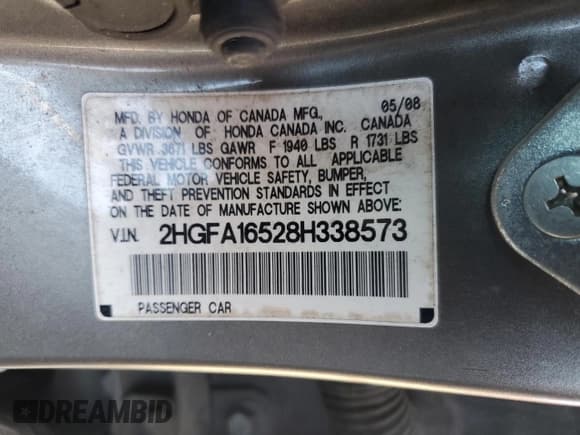 MFD. BY HONDA OF CANADA MFG., 05/08
A DIVISION OF HONDA CANADA INC. CANADA
GVWR 3671 LBS GAWR F 1940 LBS R 1731 LBS
THIS VEHICLE CONFORMS TO ALL APPLICABLE
FEDERAL MOTOR VEHICLE SAFETY, BUMPER,
AND THEFT PREVENTION STANDARDS IN EFFECT
ON THE DATE OF MANUFACTURE SHOWN ABOVE:
V.I.N. 2HGFA16528H338573
PASSENGER CAR
DREAMBID